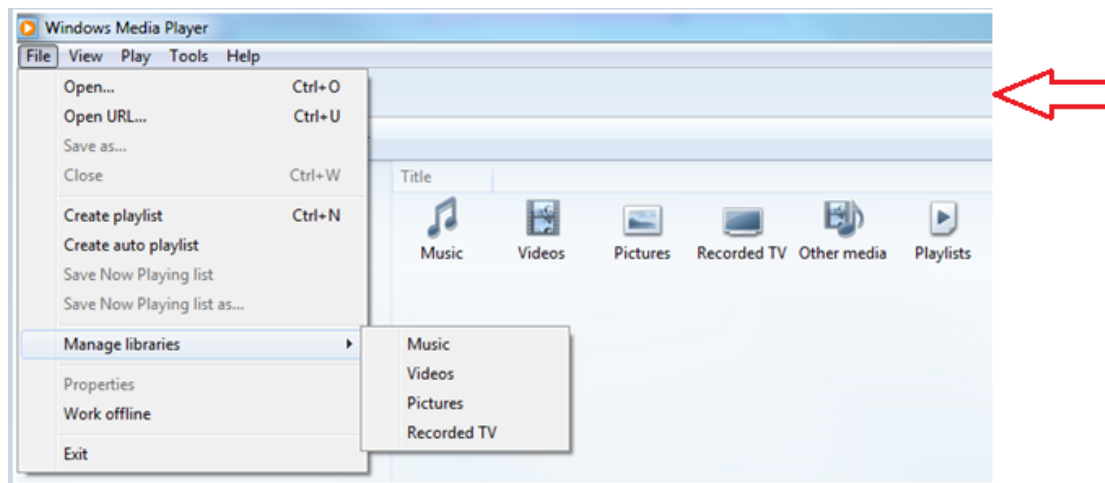 Windows Media Player
File View Play Tools Help
Open... Ctrl+O
Open URL... Ctrl+U
Save as...
Close Ctrl+W
Create playlist Ctrl+N
Create auto playlist
Save Now Playing list
Save Now Playing list as...
Manage libraries
Properties
Work offline
Exit
Music
Videos
Pictures
Recorded TV
Title
Music Videos Pictures Recorded TV Other media Playlists